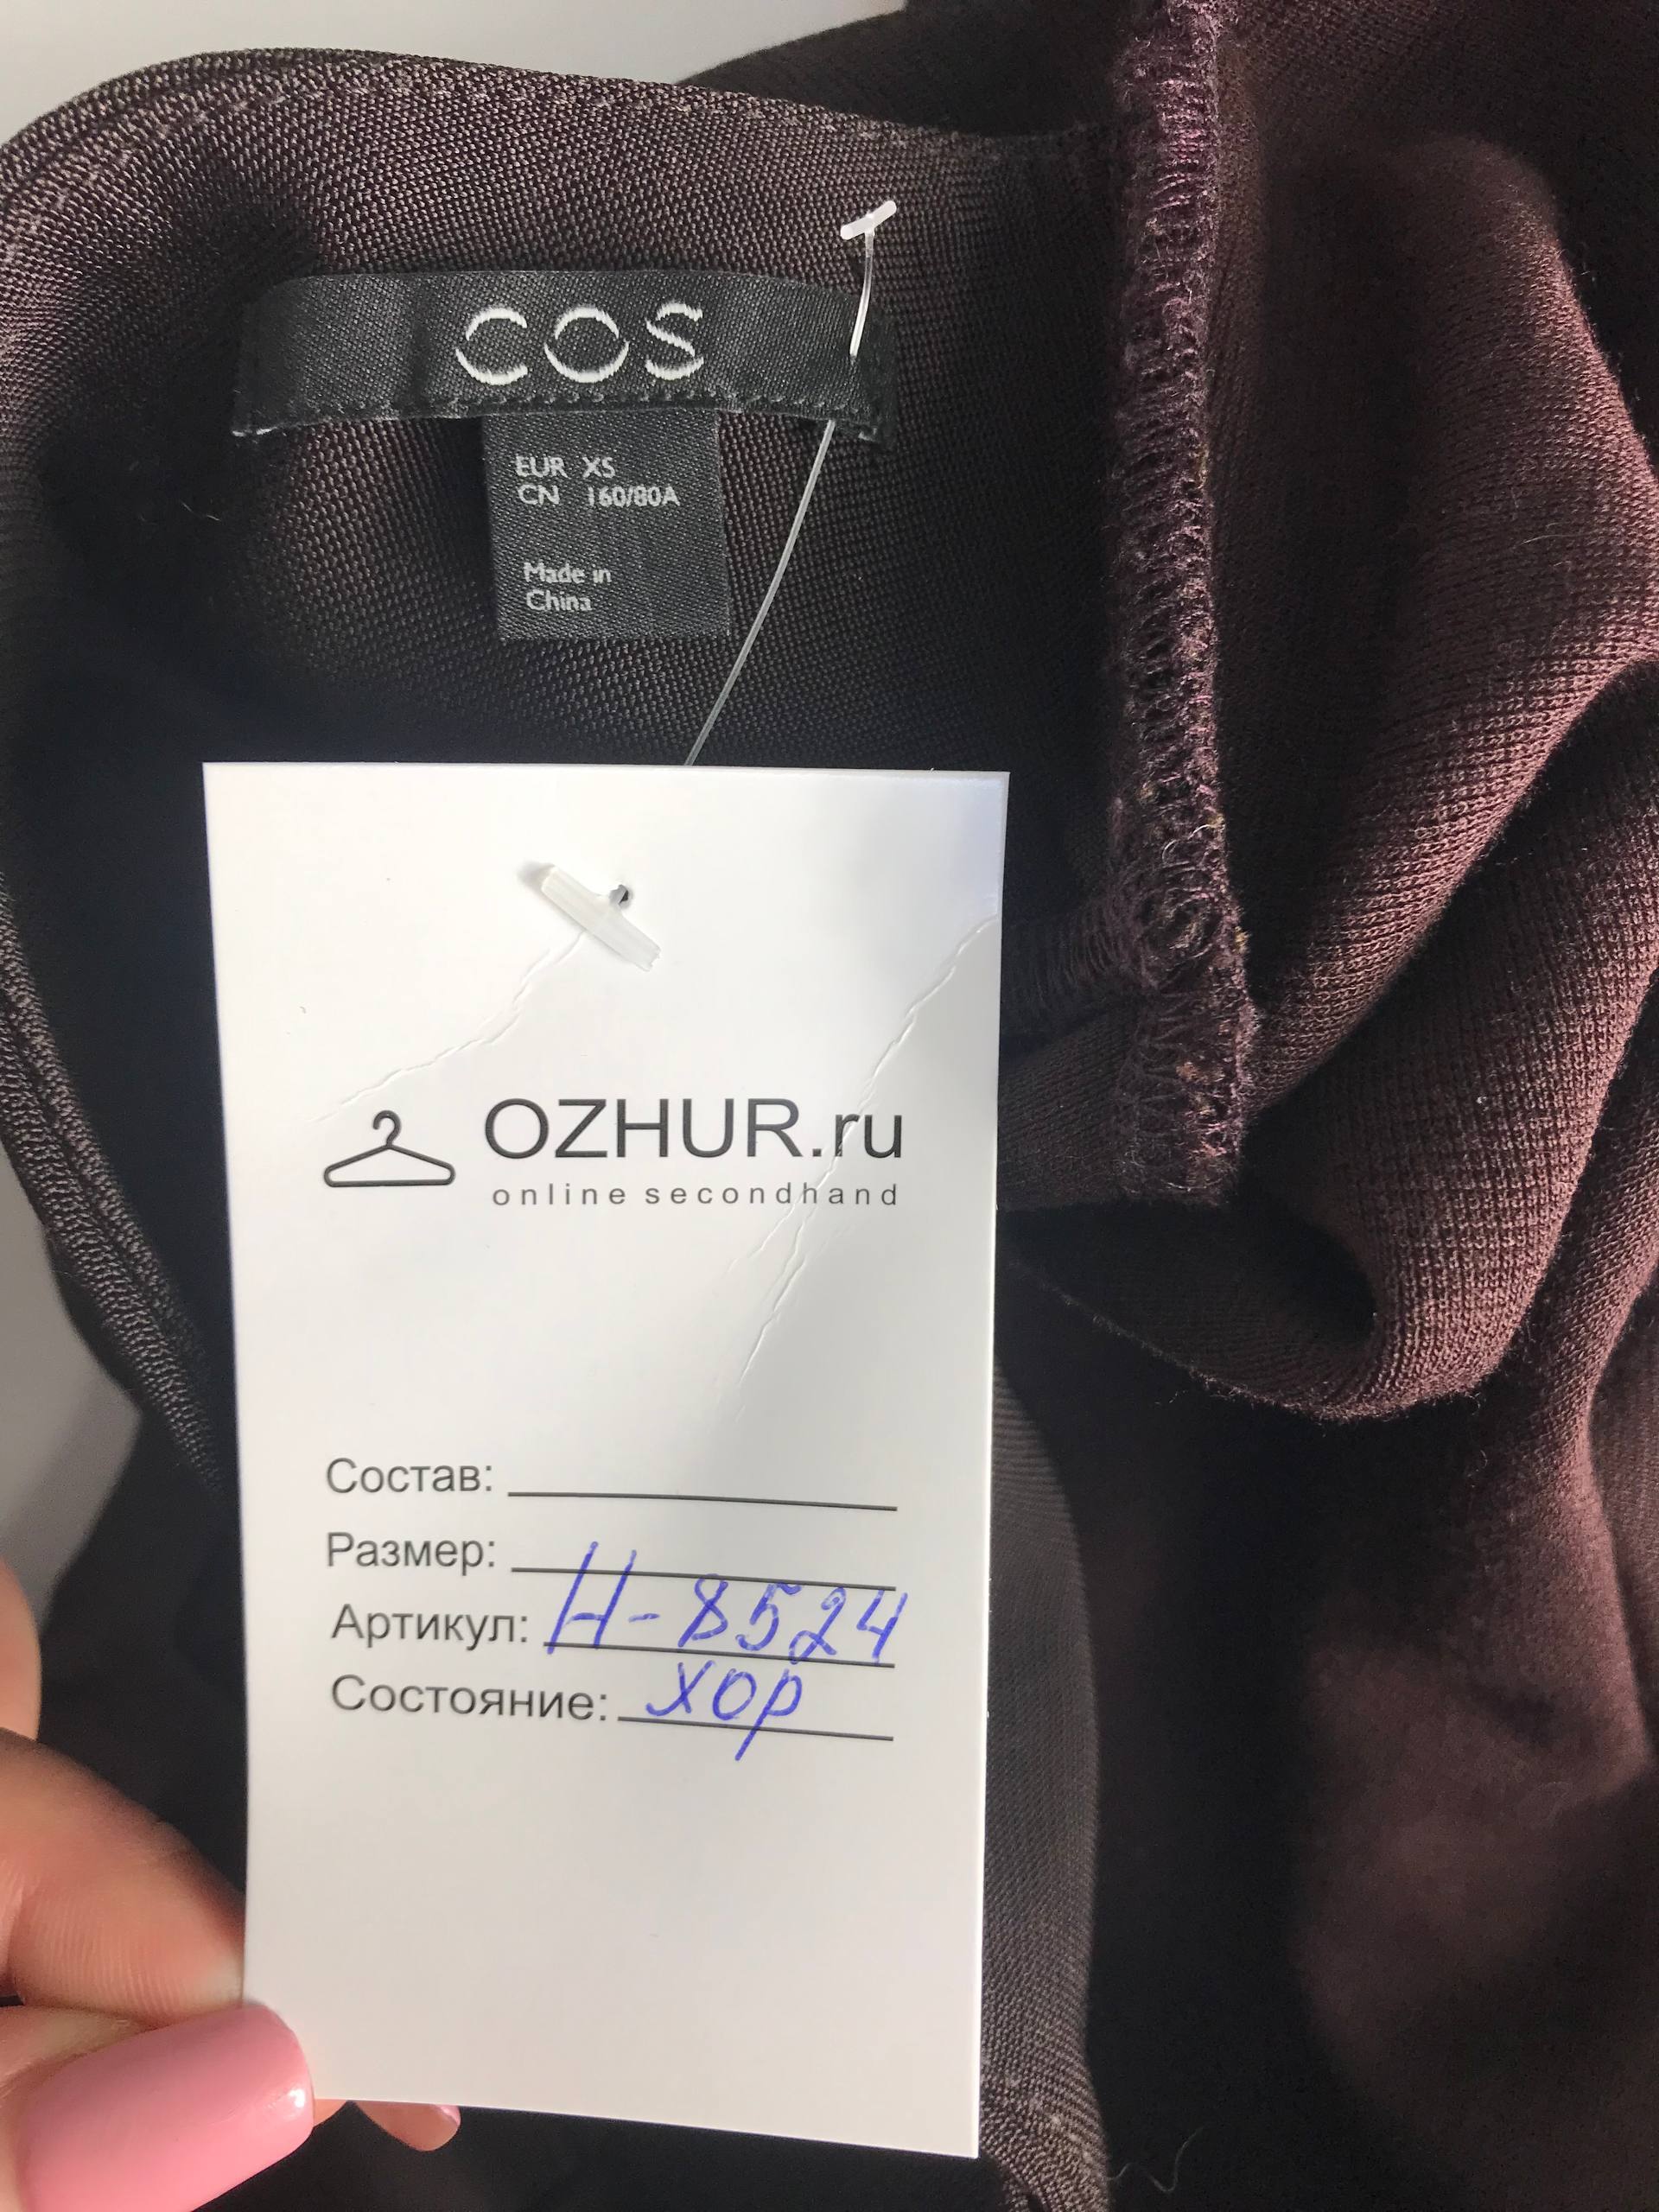 COS
EUR XS
CN 160/80A
Made in
China
OZHUR.ru
online secondhand
Состав:
Размер:
Артикул: Н-8524
Состояние: хор